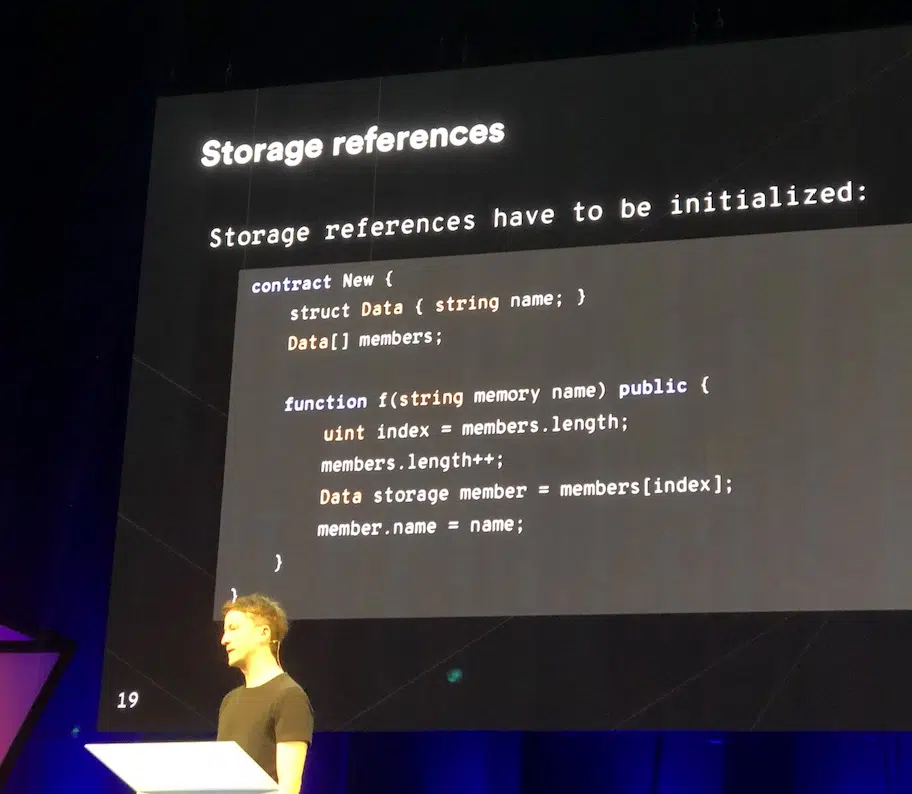 Storage references
Storage references have to be initialized:
contract New {
struct Data { string name; }
Data[] members;
function f(string memory name) public {
uint index = members.length;
members.length++;
Data storage member = members[index];
member.name = name;
}
}
19